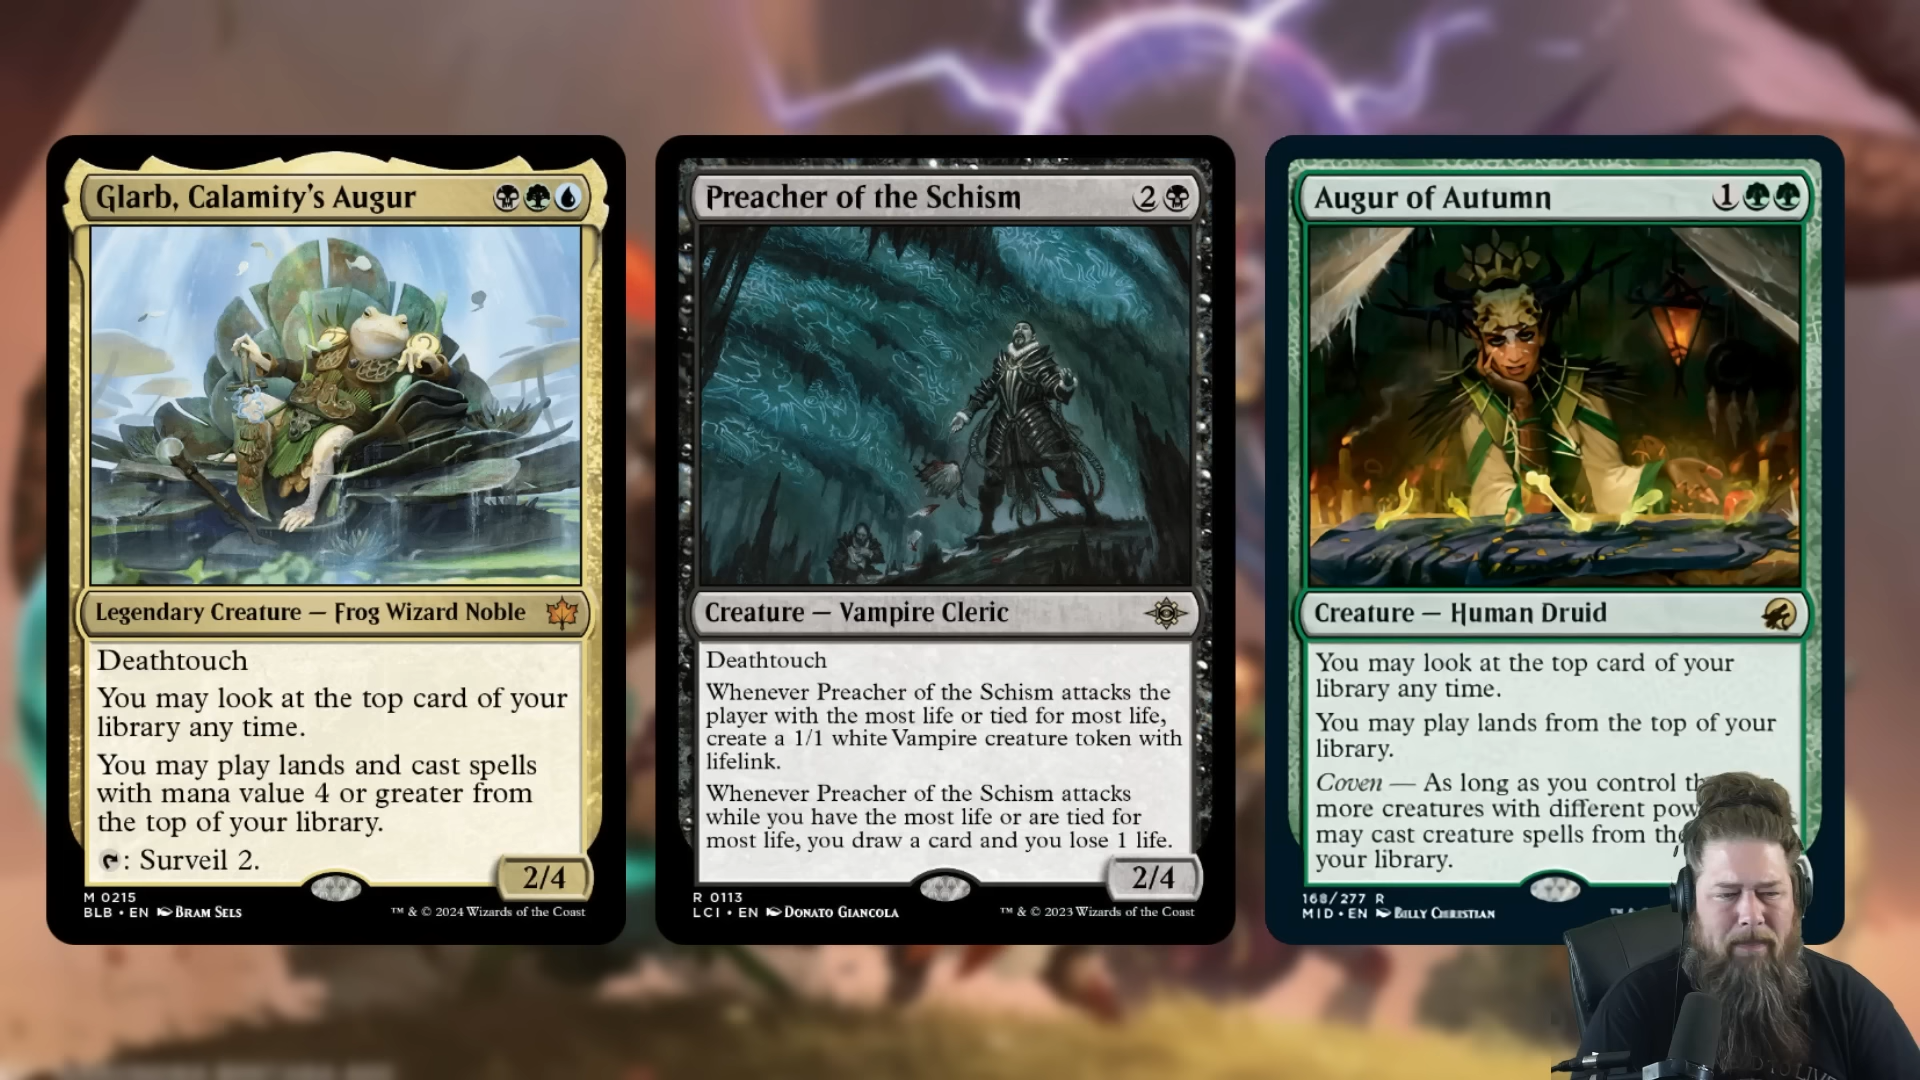 Glarb, Calamity's Augur
Legendary Creature — Frog Wizard Noble
Deathtouch
You may look at the top card of your
library any time.
You may play lands and cast spells
with mana value 4 or greater from
the top of your library.
: Surveil 2.
2/4
M 0215
BLB • EN Bram Sels
™ & © 2024 Wizards of the Coast
Preacher of the Schism
2
Creature — Vampire Cleric
Deathtouch
Whenever Preacher of the Schism attacks the
player with the most life or tied for most life,
create a 1/1 white Vampire creature token with
lifelink.
Whenever Preacher of the Schism attacks
while you have the most life or are tied for
most life, you draw a card and you lose 1 life.
2/4
R 0113
LCI • EN Donato Giancola
™ & © 2023 Wizards of the Coast
Augur of Autumn
1
Creature — Human Druid
You may look at the top card of your
library any time.
You may play lands from the top of your
library.
Coven — As long as you control
more creatures with different
may cast creature spells from
your library.
168/277 R
MID • EN Billy Christian